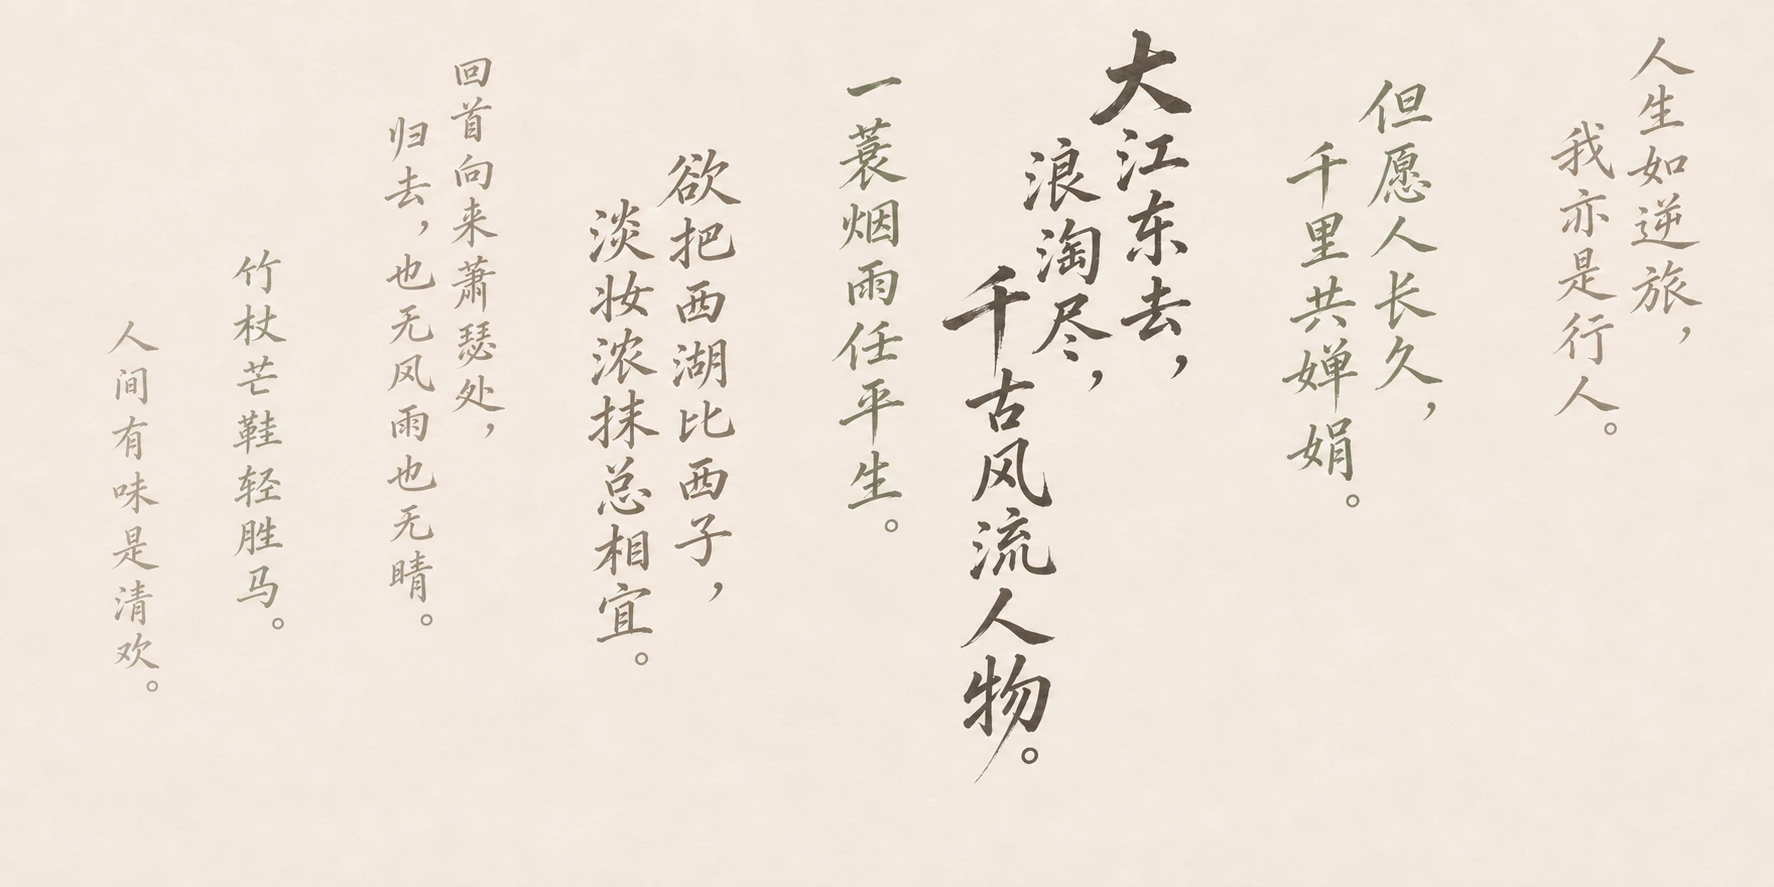 人生如逆旅，
我亦是行人。
但愿人长久，
千里共婵娟。
大江东去，
浪淘尽，
千古风流人物。
一蓑烟雨任平生。
欲把西湖比西子，
淡妆浓抹总相宜。
回首向来萧瑟处，
归去，也无风雨也无晴。
竹杖芒鞋轻胜马。
人间有味是清欢。